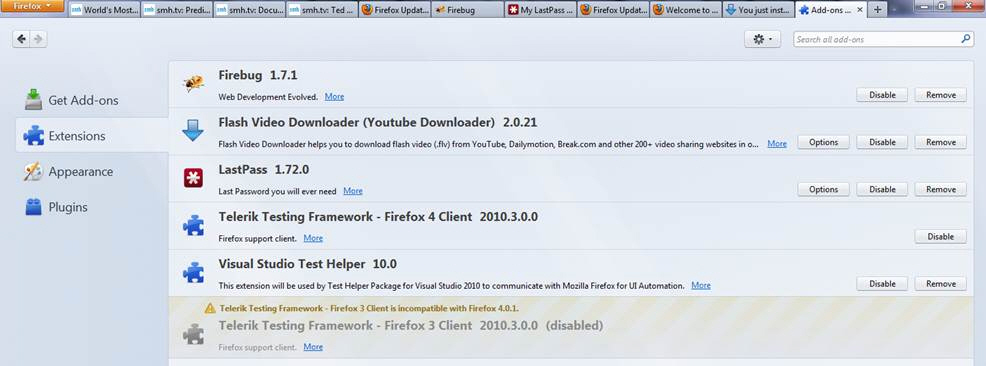 Firefox
World's Most...
smh.tv: Predi...
smh.tv: Docu...
smh.tv: Ted ...
Firefox Updat...
Firebug
My LastPass ...
Firefox Updat...
Welcome to ...
You just inst...
Add-ons ...
Search all add-ons
Get Add-ons
Extensions
Appearance
Plugins
Firebug 1.7.1
Web Development Evolved. More
Disable Remove
Flash Video Downloader (Youtube Downloader) 2.0.21
Flash Video Downloader helps you to download flash video (.flv) from YouTube, Dailymotion, Break.com and other 200+ video sharing websites in o... More
Options Disable Remove
LastPass 1.72.0
Last Password you will ever need More
Options Disable Remove
Telerik Testing Framework - Firefox 4 Client 2010.3.0.0
Firefox support client. More
Disable
Visual Studio Test Helper 10.0
This extension will be used by Test Helper Package for Visual Studio 2010 to communicate with Mozilla Firefox for UI Automation. More
Disable Remove
Telerik Testing Framework - Firefox 3 Client is incompatible with Firefox 4.0.1.
Telerik Testing Framework - Firefox 3 Client 2010.3.0.0 (disabled)
Firefox support client. More